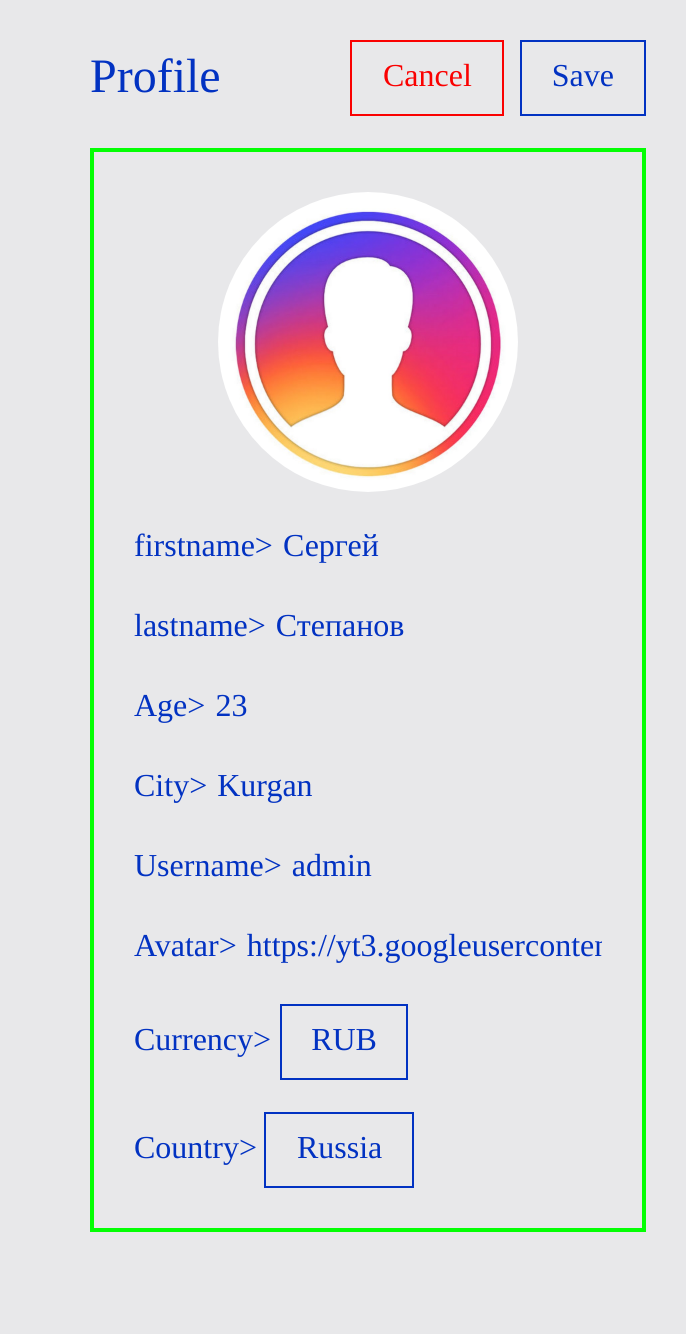 Profile
Cancel
Save
firstname> Сергей
lastname> Степанов
Age> 23
City> Kurgan
Username> admin
Avatar> https://yt3.googleuserconter
Currency> RUB
Country> Russia